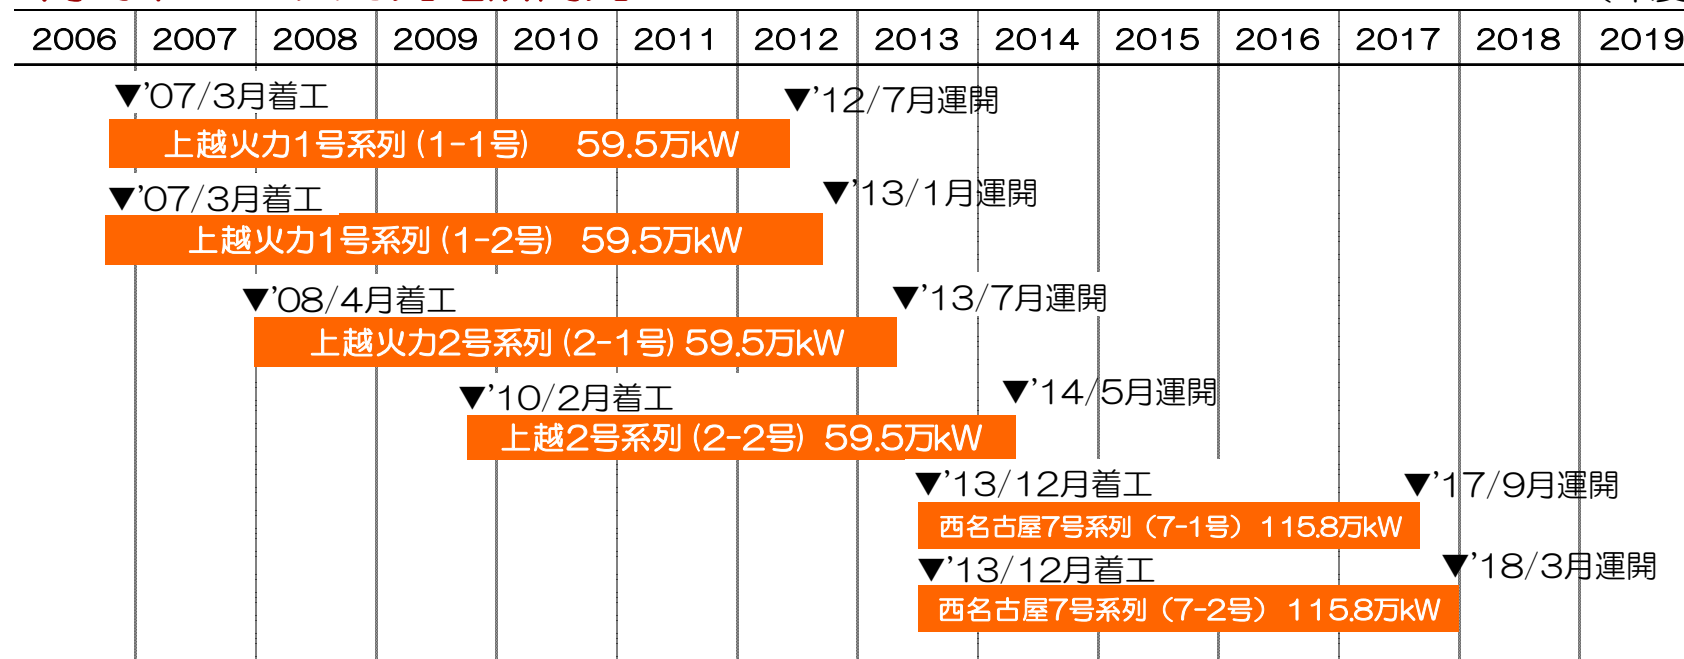 2006 2007 2008 2009 2010 2011 2012 2013 2014 2015 2016 2017 2018 2019
▼'07/3月着工 ▼'12/7月運開
上越火力1号系列 (1-1号) 59.5万kW
▼'07/3月着工 ▼'13/1月運開
上越火力1号系列 (1-2号) 59.5万kW
▼'08/4月着工 ▼'13/7月運開
上越火力2号系列 (2-1号) 59.5万kW
▼'10/2月着工 ▼'14/5月運開
上越2号系列 (2-2号) 59.5万kW
▼'13/12月着工 ▼'17/9月運開
西名古屋7号系列（7-1号）115.8万kW
▼'13/12月着工 ▼'18/3月運開
西名古屋7号系列（7-2号）115.8万kW